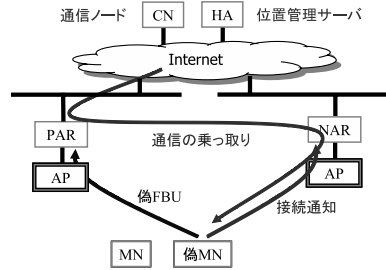 通信ノード CN HA 位置管理サーバ
Internet
PAR 通信の乗っ取り NAR
AP AP
偽FBU 接続通知
MN 偽MN